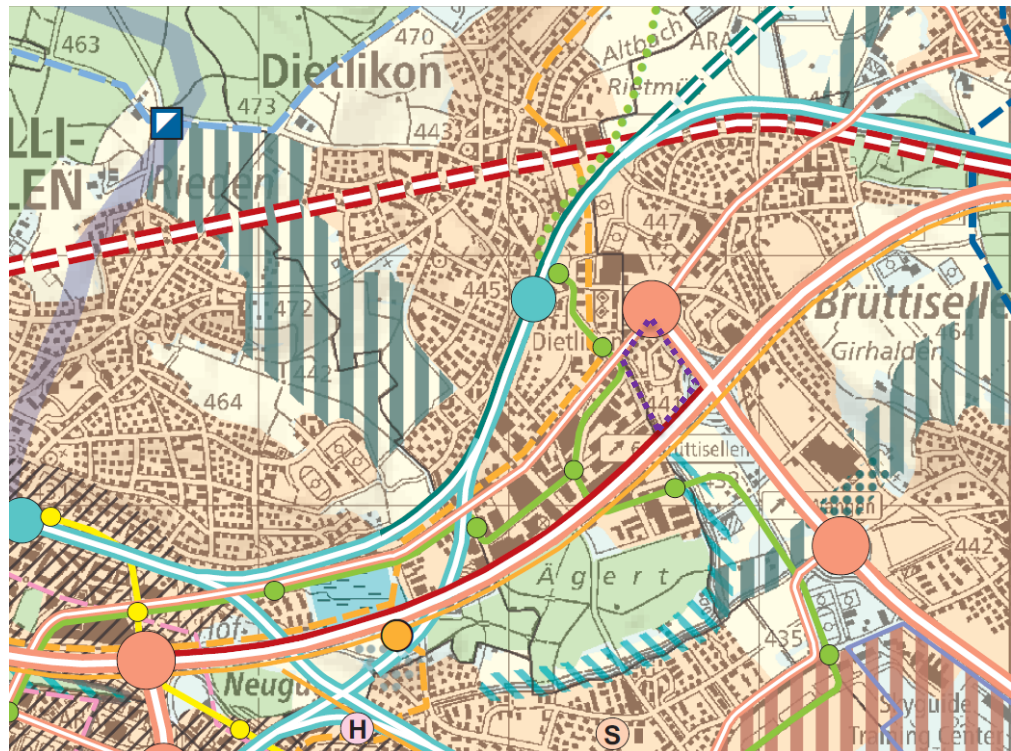 463
470
Altbach
ARA
Dietlikon
Rietmü
473
443
LLI-
LEN
Rieden
447
445
472
Brüttiselle
464
Dietli
Girhalden
442
464
Brüttisellen
442
Ägert
435
hof
Neugu
H
S
Skyguide
Training Center